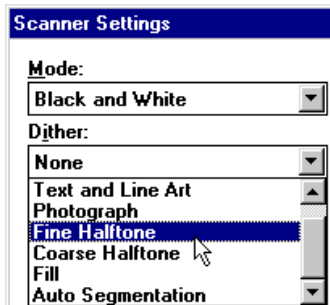 Scanner Settings
Mode:
Black and White
Dither:
None
Text and Line Art
Photograph
Fine Halftone
Coarse Halftone
Fill
Auto Segmentation